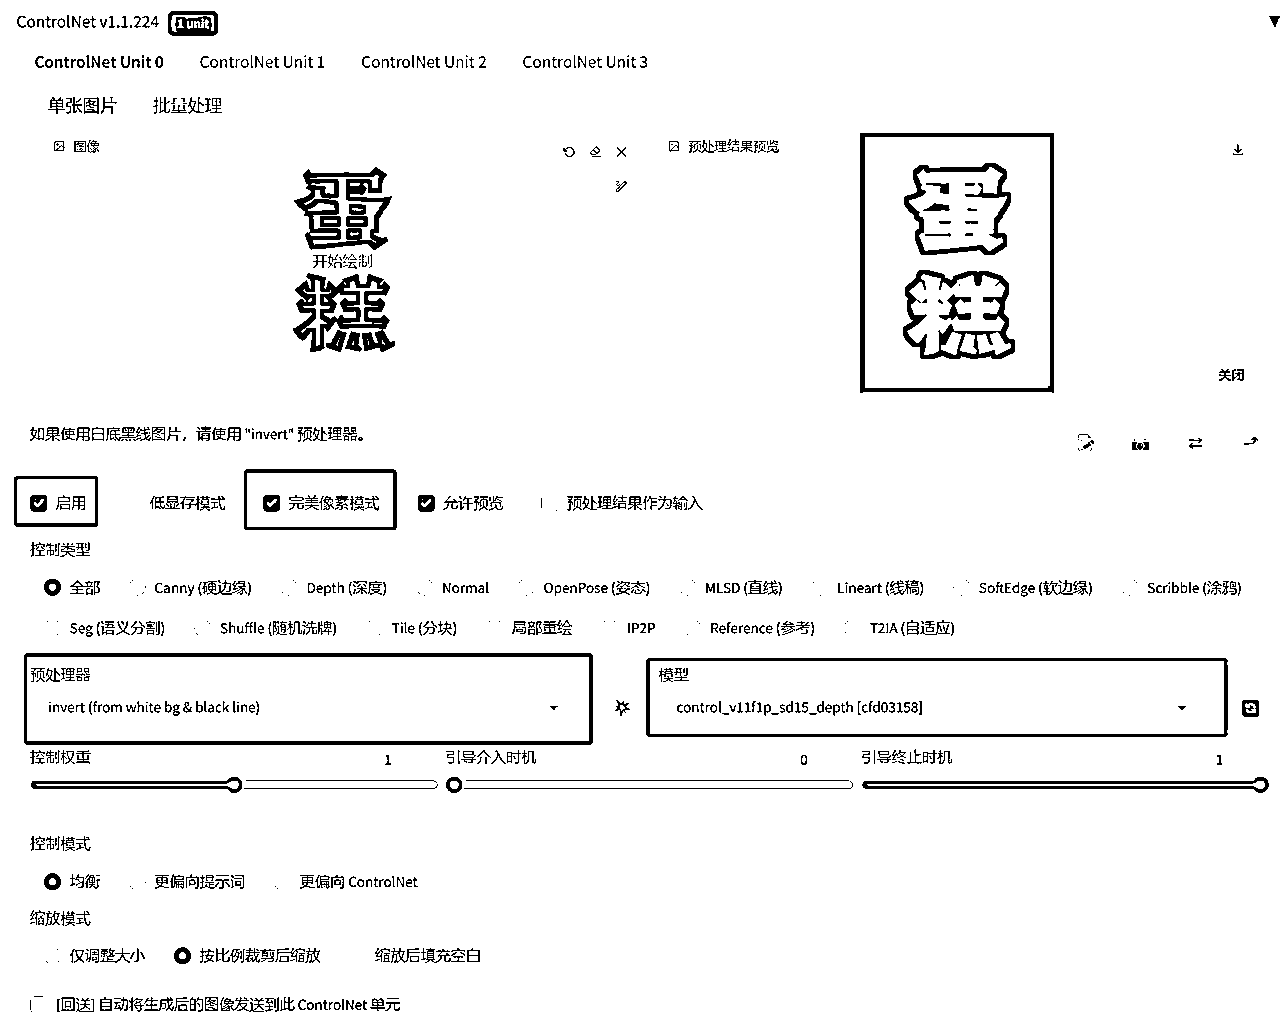 ControlNet v1.1.224 [1 unit]
ControlNet Unit 0 ControlNet Unit 1 ControlNet Unit 2 ControlNet Unit 3
单张图片 批量处理
图像 预处理结果预览
蛋
开始绘制
糕
蛋
糕
关闭
如果使用白底黑线图片，请使用 "invert" 预处理器。
启用 低显存模式 完美像素模式 允许预览 预处理结果作为输入
控制类型
全部 Canny (硬边缘) Depth (深度) Normal OpenPose (姿态) MLSD (直线) Lineart (线稿) SoftEdge (软边缘) Scribble (涂鸦)
Seg (语义分割) Shuffle (随机洗牌) Tile (分块) 局部重绘 IP2P Reference (参考) T2IA (自适应)
预处理器 模型
invert (from white bg & black line) control_v11f1p_sd15_depth [cfd03158]
控制权重 1 引导介入时机 0 引导终止时机 1
控制模式
均衡 更偏向提示词 更偏向 ControlNet
缩放模式
仅调整大小 按比例裁剪后缩放 缩放后填充空白
[回送] 自动将生成后的图像发送到此 ControlNet 单元